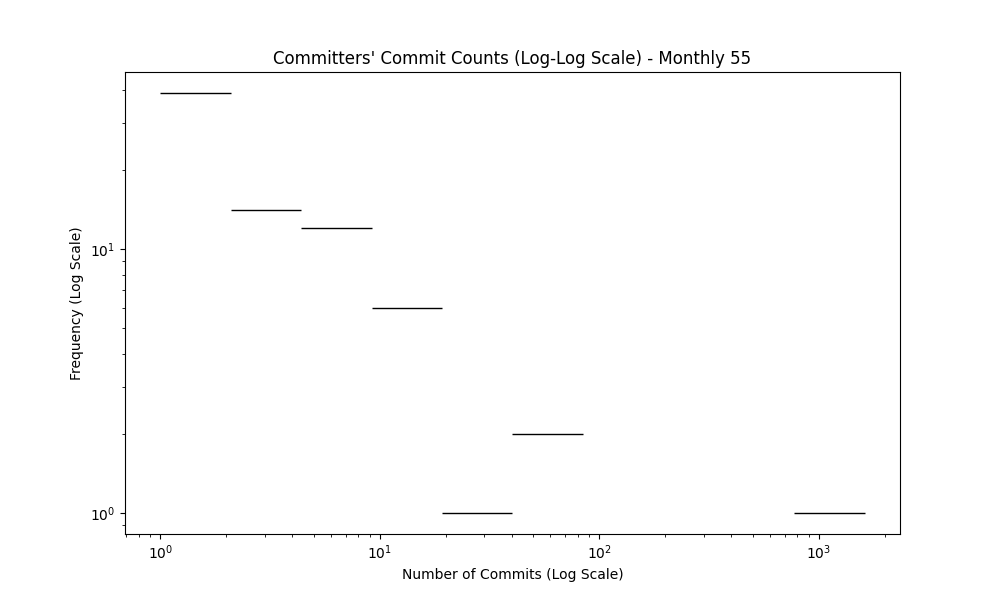 Committers' Commit Counts (Log-Log Scale) - Monthly 55
Frequency (Log Scale)
10¹
10⁰
10⁰ 10¹ 10² 10³
Number of Commits (Log Scale)